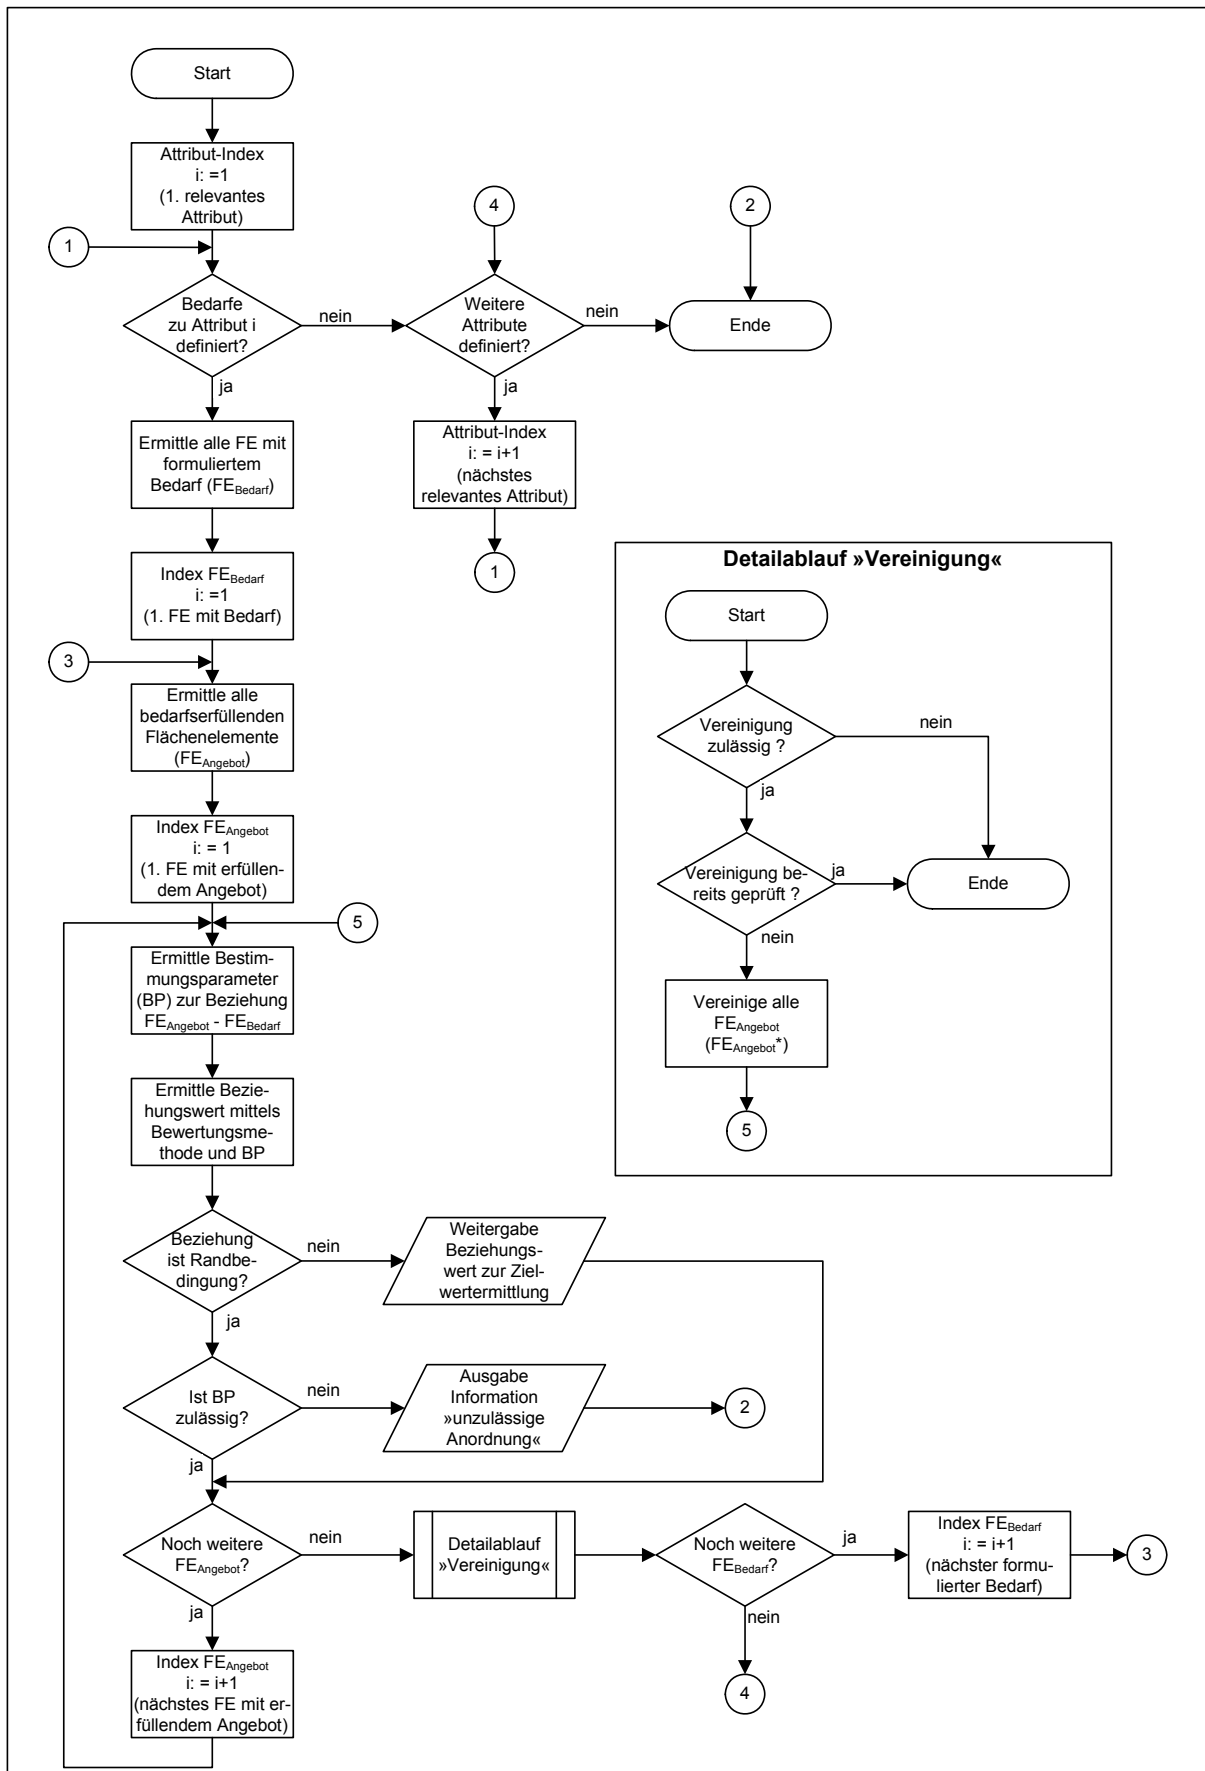 Start
Attribut-Index
i: =1
(1. relevantes
Attribut)
1
4
2
Bedarfe
zu Attribut i
definiert?
nein
Weitere
Attribute
definiert?
nein
Ende
ja
ja
Ermittle alle FE mit
formuliertem
Bedarf (FEBedarf)
Attribut-Index
i: = i+1
(nächstes
relevantes Attribut)
1
Index FEBedarf
i: =1
(1. FE mit Bedarf)
3
Ermittle alle
bedarfserfüllenden
Flächenelemente
(FEAngebot)
Index FEAngebot
i: = 1
(1. FE mit erfüllen-
dem Angebot)
5
Ermittle Bestim-
mungsparameter
(BP) zur Beziehung
FEAngebot - FEBedarf
Ermittle Bezie-
hungswert mittels
Bewertungsme-
thode und BP
Detailablauf »Vereinigung«
Start
Vereinigung
zulässig ?
nein
ja
Vereinigung be-
reits geprüft ?
ja
Ende
nein
Vereinige alle
FEAngebot
(FEAngebot*)
5
Beziehung
ist Randbe-
dingung?
nein
Weitergabe
Beziehungs-
wert zur Ziel-
wertermittlung
ja
Ist BP
zulässig?
nein
Ausgabe
Information
»unzulässige
Anordnung«
2
ja
Noch weitere
FEAngebot?
nein
Detailablauf
»Vereinigung«
Noch weitere
FEBedarf?
ja
Index FEBedarf
i: = i+1
(nächster formu-
lierter Bedarf)
3
ja
nein
Index FEAngebot
i: = i+1
(nächstes FE mit er-
füllendem Angebot)
4